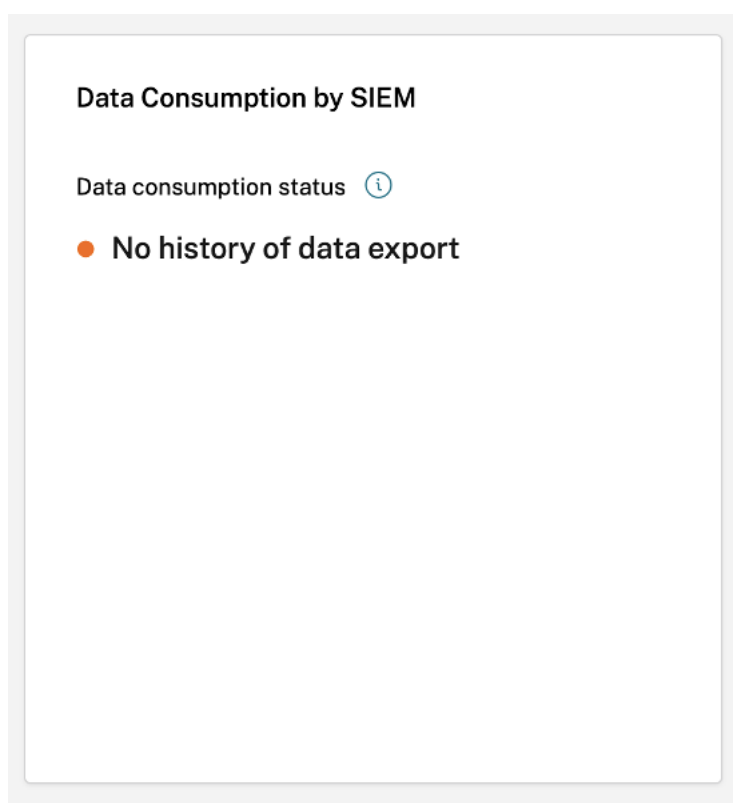 Data Consumption by SIEM
Data consumption status
No history of data export